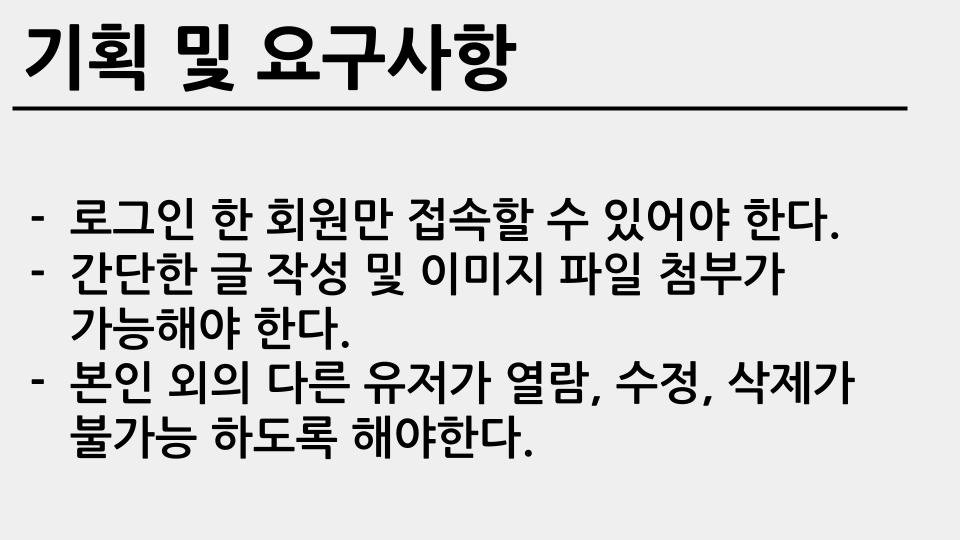 기획 및 요구사항
- 로그인 한 회원만 접속할 수 있어야 한다.
- 간단한 글 작성 및 이미지 파일 첨부가
가능해야 한다.
- 본인 외의 다른 유저가 열람, 수정, 삭제가
불가능 하도록 해야한다.